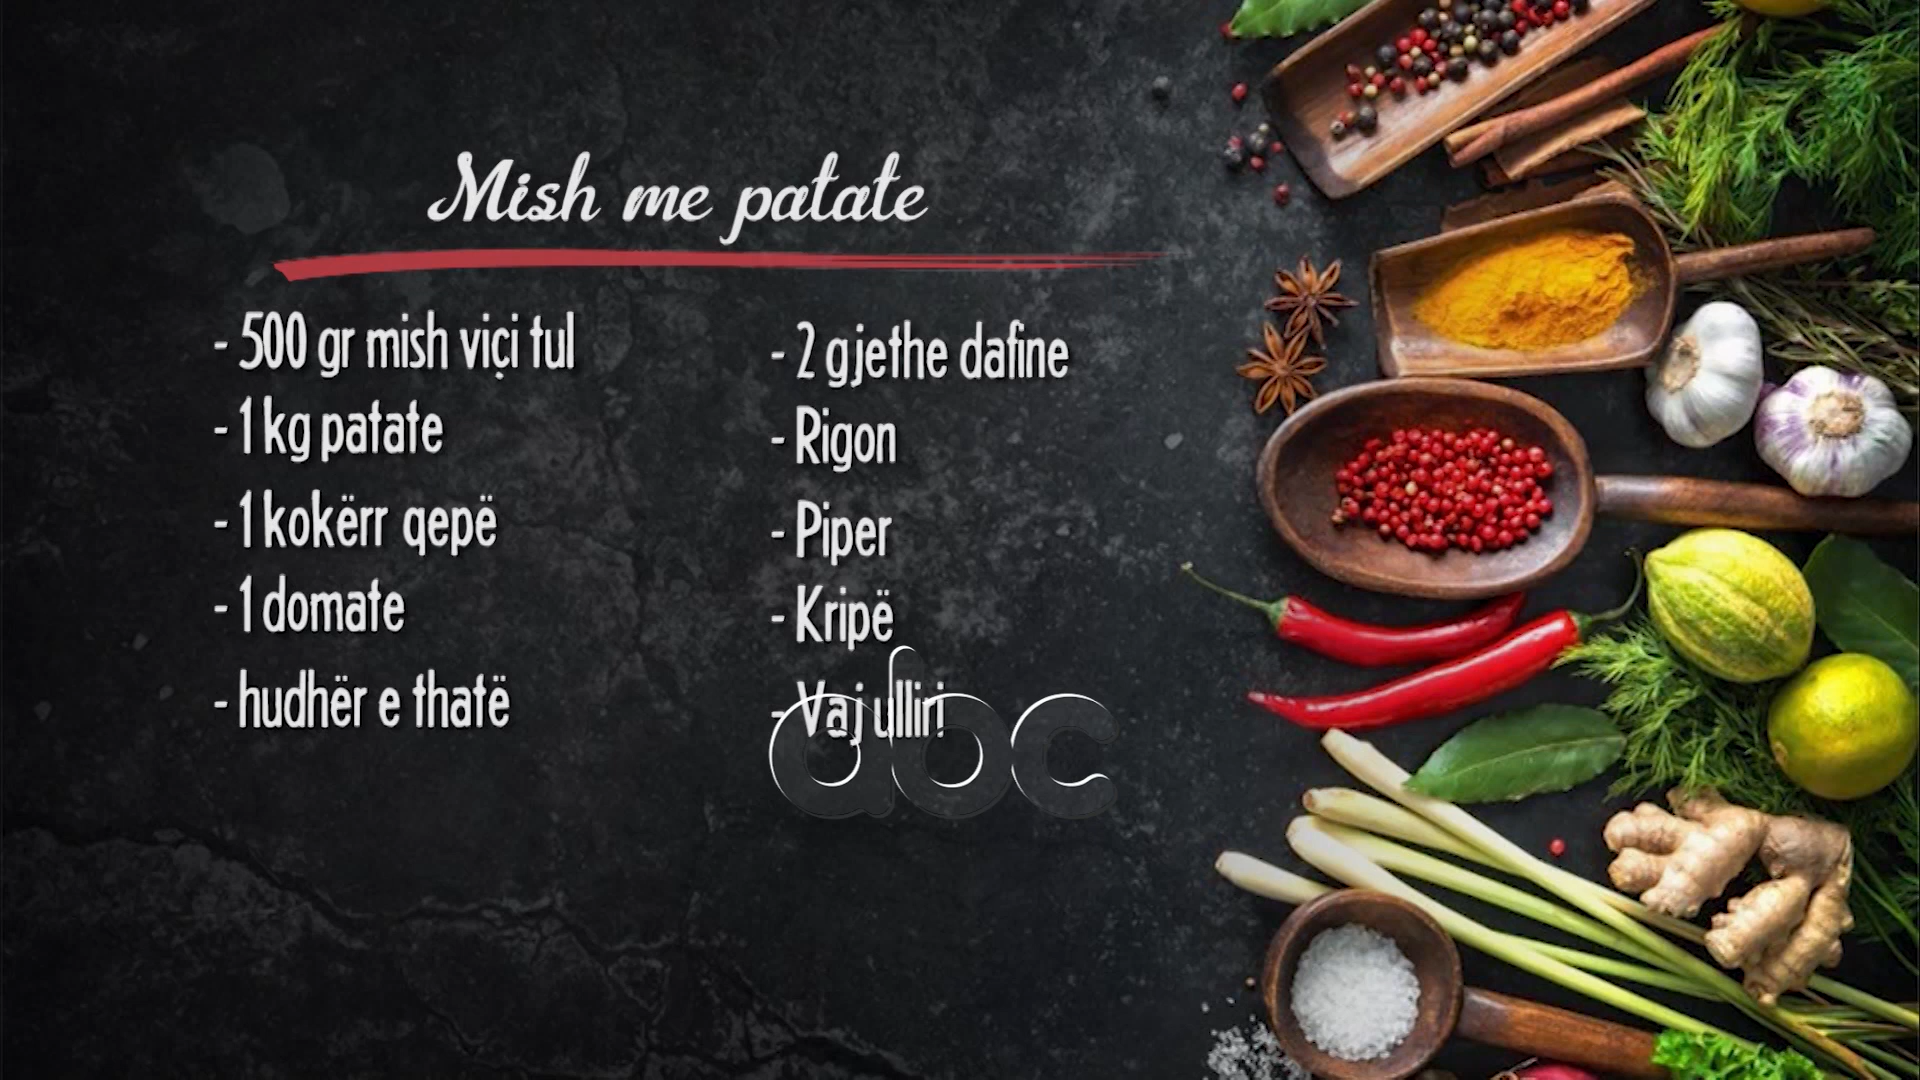 Mish me patate
- 500 gr mish viçi tul
- 1 kg patate
- 1 kokërr qepë
- 1 domate
- hudhër e thatë
- 2 gjethe dafine
- Rigon
- Piper
- Kripë
- Vaj ulliri
abc